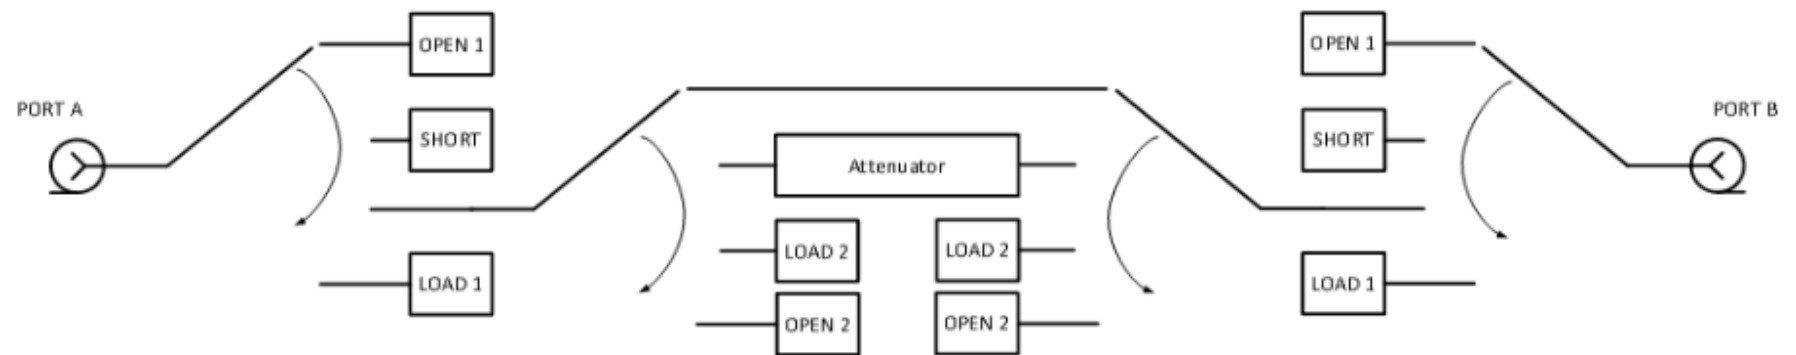 OPEN 1
OPEN 1
PORT A
PORT B
SHORT
SHORT
Attenuator
LOAD 2
LOAD 2
LOAD 1
LOAD 1
OPEN 2
OPEN 2